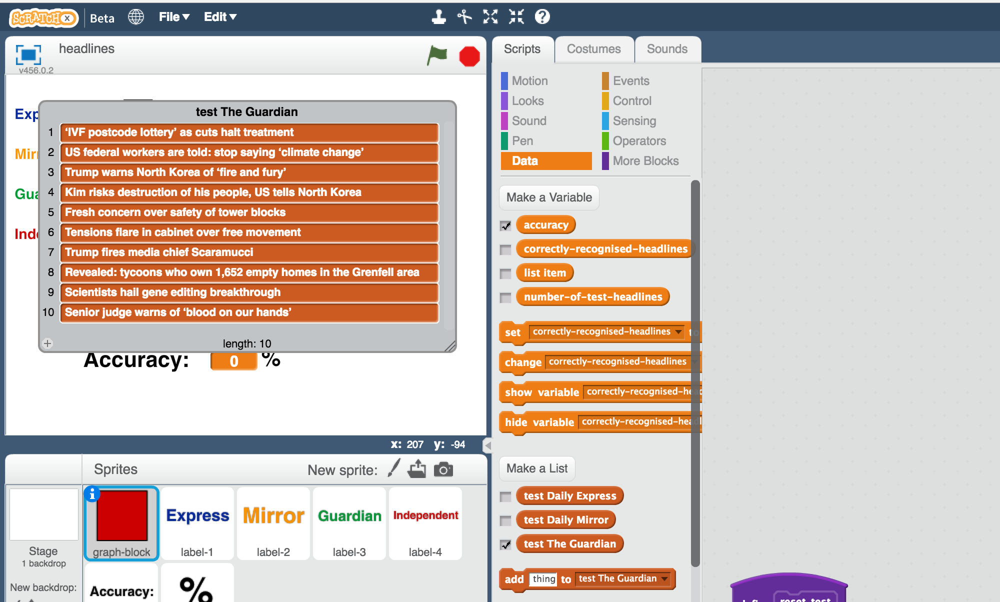 SCRATCHX
Beta
File ▾
Edit ▾
headlines
v456.0.2
test The Guardian
1 ‘IVF postcode lottery’ as cuts halt treatment
2 US federal workers are told: stop saying ‘climate change’
3 Trump warns North Korea of ‘fire and fury’
4 Kim risks destruction of his people, US tells North Korea
5 Fresh concern over safety of tower blocks
6 Tensions flare in cabinet over free movement
7 Trump fires media chief Scaramucci
8 Revealed: tycoons who own 1,652 empty homes in the Grenfell area
9 Scientists hail gene editing breakthrough
10 Senior judge warns of ‘blood on our hands’
length: 10
Exp
Mirr
Gua
Inde
Accuracy: 0 %
x: 207 y: -94
Sprites
New sprite:
Stage
1 backdrop
New backdrop:
graph-block
Express
label-1
Mirror
label-2
Guardian
label-3
Independent
label-4
Accuracy:
%
Scripts
Costumes
Sounds
Motion
Looks
Sound
Pen
Data
Events
Control
Sensing
Operators
More Blocks
Make a Variable
accuracy
correctly-recognised-headlines
list item
number-of-test-headlines
set correctly-recognised-headlines to
change correctly-recognised-headlines
show variable correctly-recognised-head
hide variable correctly-recognised-head
Make a List
test Daily Express
test Daily Mirror
test The Guardian
add thing to test The Guardian
reset test